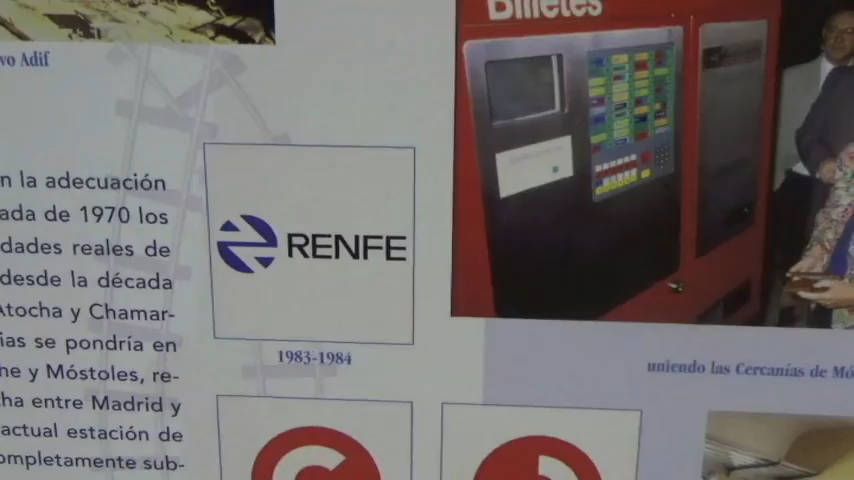 Billetes
vo Adif
n la adecuación
ada de 1970 los
dades reales de
desde la década
Atocha y Chamar-
ias se pondría en
he y Móstoles, re-
ha entre Madrid y
actual estación de
ompletamente sub-
RENFE
1983-1984
uniendo las Cercanías de Mó